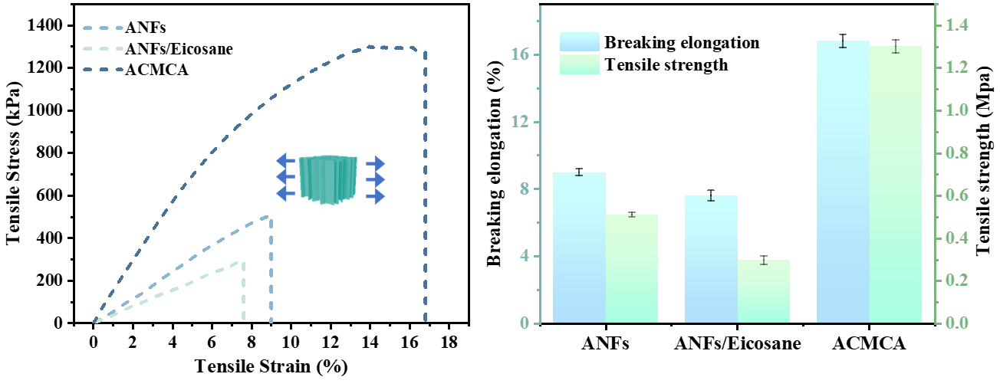 ANFs
ANFs/Eicosane
ACMCA
Tensile Stress (kPa)
1400
1200
1000
800
600
400
200
0
0 2 4 6 8 10 12 14 16 18
Tensile Strain (%)
Breaking elongation
Tensile strength
Breaking elongation (%)
16
12
8
4
0
1.4
1.2
1.0
0.8
0.6
0.4
0.2
0.0
Tensile strength (Mpa)
ANFs ANFs/Eicosane ACMCA